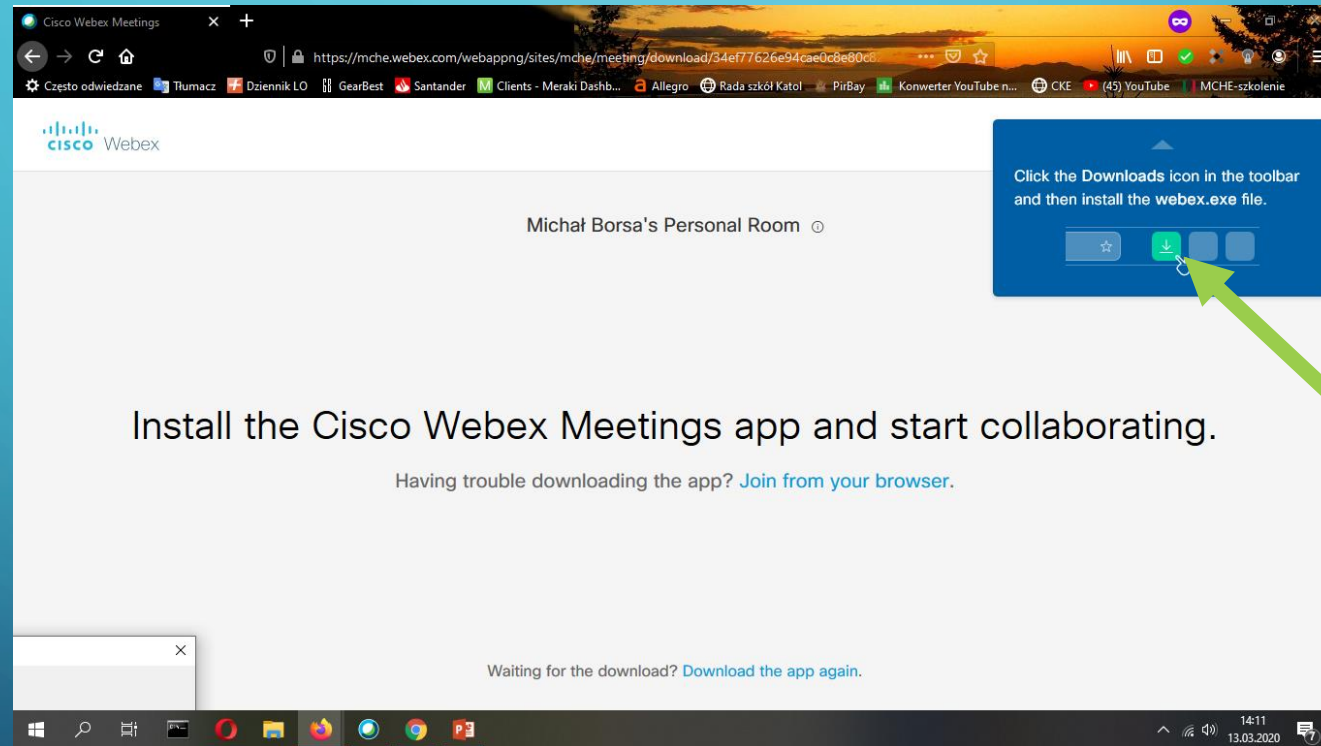 Cisco Webex Meetings
https://mche.webex.com/webappng/sites/mche/meeting/download/34ef77626e94cae0c8e80c8
Często odwiedzane Tłumacz Dziennik LO GearBest Santander Clients - Meraki Dashb... Allegro Rada szkół Katol PirBay Konwerter YouTube n... CKE (45) YouTube MCHE-szkolenie
cisco Webex
Click the Downloads icon in the toolbar
and then install the webex.exe file.
Michał Borsa's Personal Room
Install the Cisco Webex Meetings app and start collaborating.
Having trouble downloading the app? Join from your browser.
Waiting for the download? Download the app again.
14:11
13.03.2020